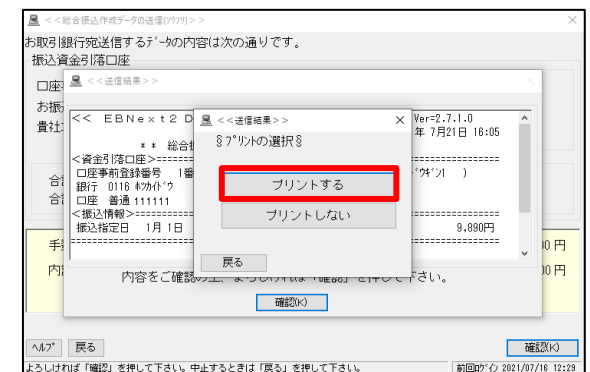 <<総合振込作成データの送信(ｿｳﾌﾘ)>>
お取引銀行宛送信するﾃﾞｰﾀの内容は次の通りです。
振込資金引落口座
口座
お振
貴社
合
合
手
内
00 円
00 円
<<送信結果>>
<< ＥＢＮｅｘｔ２ Ｄ
Ver=2.7.1.0
年 7月21日 16:05
** 総合
<資金引落口座>=======
口座事前登録番号 1番
銀行 0116 ﾎｯｶｲﾄﾞｳ
口座 普通 111111
<振込情報>==========
振込指定日 1月 1日
9,890円
内容をご確認の上、よろしければ「確認」を押して下さい。
確認(K)
<<送信結果>>
§ﾌﾟﾘﾝﾄの選択§
プリントする
プリントしない
戻る
ﾍﾙﾌﾟ
戻る
確認(K)
よろしければ「確認」を押して下さい。中止するときは「戻る」を押して下さい。
前回ﾛｸﾞｲﾝ 2021/07/16 12:29